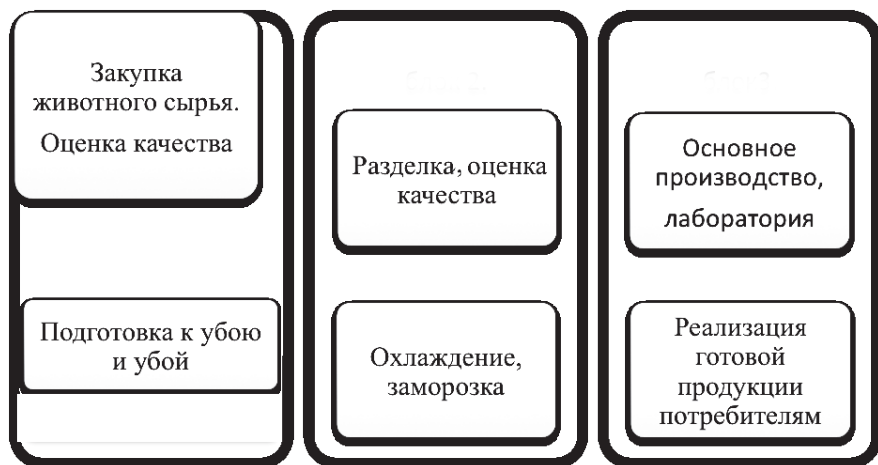 Закупка
животного сырья.
Оценка качества
Подготовка к убою
и убой
Разделка, оценка
качества
Охлаждение,
заморозка
Основное
производство,
лаборатория
Реализация
готовой
продукции
потребителям